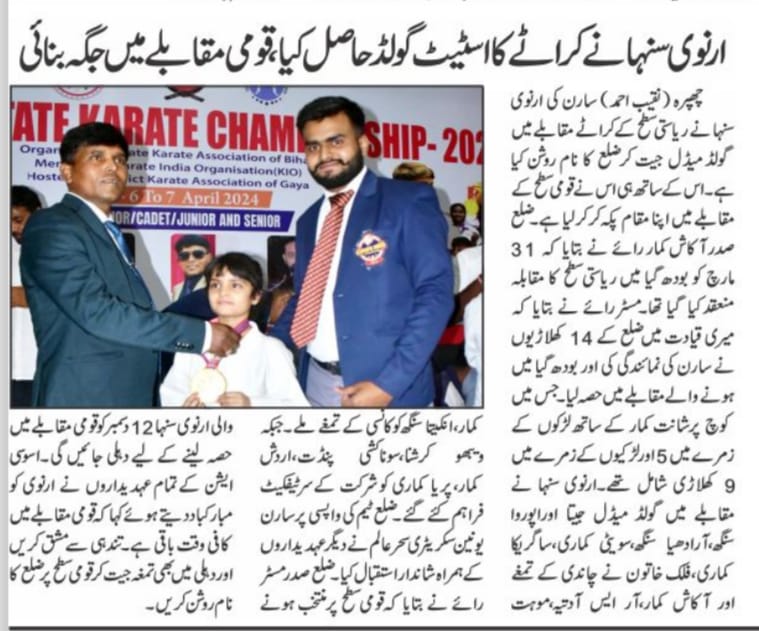 ارنوی سنہا نے کراٹے کا اسٹیٹ گولڈ حاصل کیا، قومی مقابلے میں جگہ بنائی
چھپرہ (نقیب احمد) سارن کی ارنوی
سنہا نے ریاستی سطح کے کراٹے مقابلے میں
گولڈ میڈل جیت کر ضلع کا نام روشن کیا
ہے۔ اس کے ساتھ ہی اس نے قومی سطح کے
مقابلے میں اپنا مقام پکہ کر کر لیا ہے۔ ضلع
صدر آکاش کمار رائے نے بتایا کہ 31
مارچ کو بودھ گیا میں ریاستی سطح کا مقابلہ
منعقد کیا گیا تھا۔ مسٹر رائے نے بتایا کہ
میری قیادت میں ضلع کے 14 کھلاڑیوں
نے سارن کی نمائندگی کی اور بودھ گیا میں
ہونے والے مقابلے میں حصہ لیا۔ جس میں
کوچ پرشانت کمار کے ساتھ لڑکوں کے
زمرے میں 5 اور لڑکیوں کے زمرے میں
9 کھلاڑی شامل تھے۔ ارنوی سنہا نے
مقابلے میں گولڈ میڈل جیتا اور اپوروا
سنگھ، آرادھیا سنگھ، سویٹی کماری، ساگریکا
کماری، فلک خاتون نے چاندی کے تمغے
اور آکاش کمار، آر ایس آدتیہ، موہت
کمار، انکیتا سنگھ کو کانسی کے تمغے ملے۔ جبکہ
ویبھو کرشنا، سوناکشی پنڈت، اردش
کمار، پریا کماری کو شرکت کے سرٹیفکیٹ
فراہم کئے گئے۔ ضلع ٹیم کی واپسی پر سارن
یونین سکریٹری سحر عالم نے دیگر عہدیداروں
کے ہمراہ شاندار استقبال کیا۔ ضلع صدر مسٹر
رائے نے بتایا کہ قومی سطح پر منتخب ہونے
والی ارنوی سنہا 12 دسمبر کو قومی مقابلے میں
حصہ لینے کے لیے دہلی جائیں گی۔ اسوسی
ایشن کے تمام عہدیداروں نے ارنوی کو
مبارکباد دیتے ہوئے کہا کہ قومی مقابلے میں
کافی وقت باقی ہے۔ تندہی سے مشق کریں
اور دہلی میں بھی تمغہ جیت کر قومی سطح پر ضلع کا
نام روشن کریں۔
TATE KARATE CHAM SHIP- 202
Orga te Karate Association of Biha
Me arate India Organisation(KIO)
Hoste ict Karate Association of Gaya
6 To 7 April 2024
IOR/CADET/JUNIOR AND SENIOR